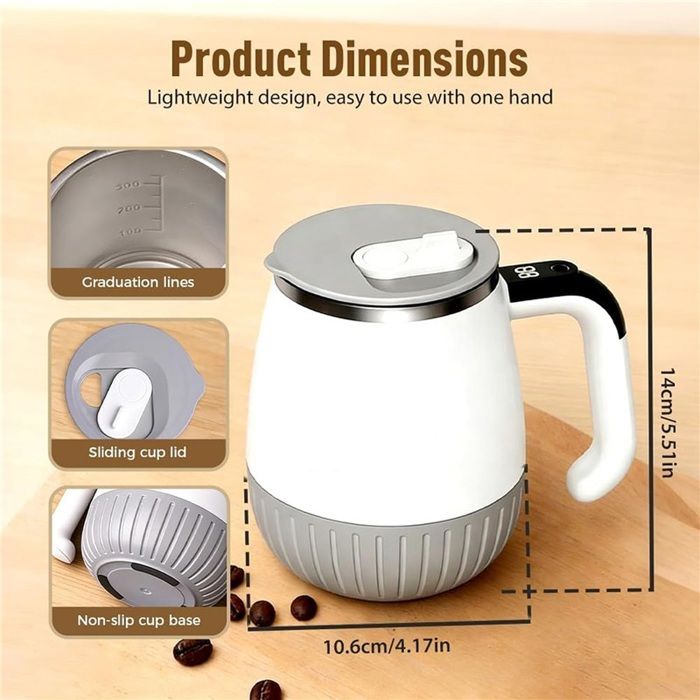 Product Dimensions
Lightweight design, easy to use with one hand
300
200
100
Graduation lines
Sliding cup lid
Non-slip cup base
88
14cm/5.51in
10.6cm/4.17in